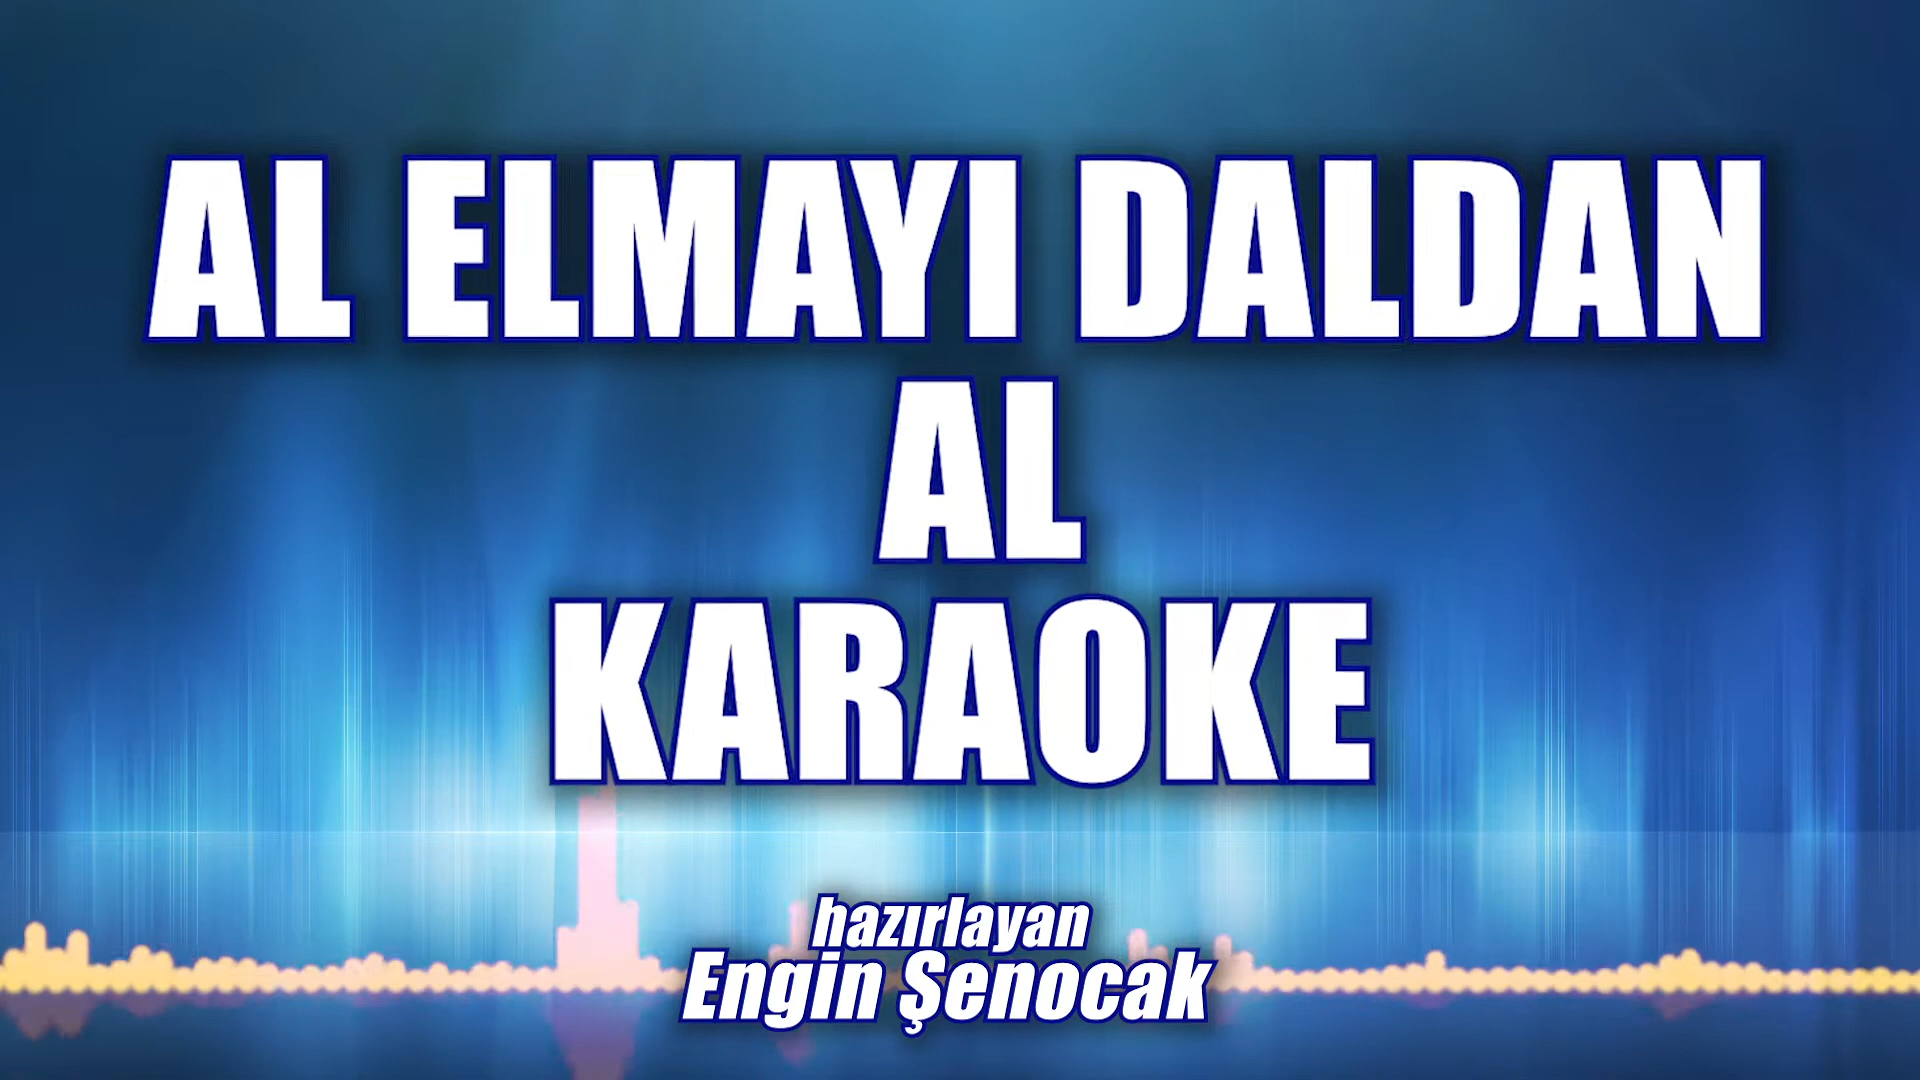 AL ELMAYI DALDAN
AL
KARAOKE
hazırlayan
Engin Şenocak